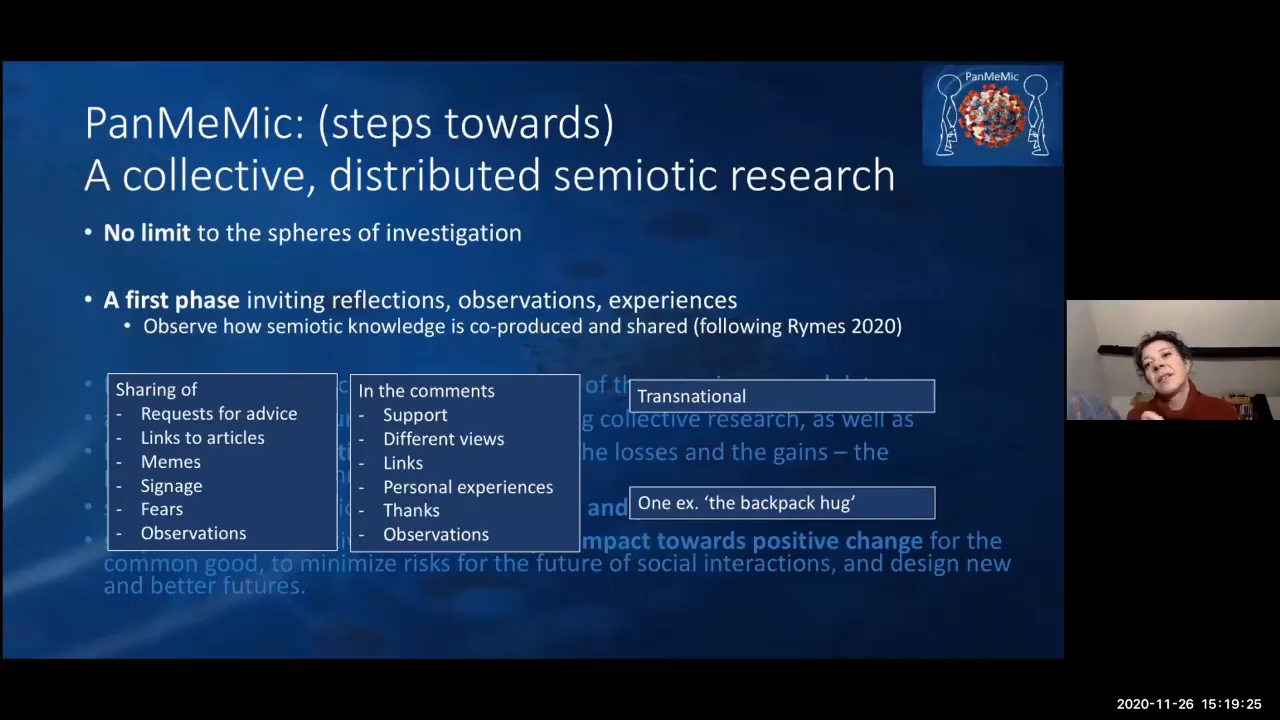 PanMeMic
PanMeMic: (steps towards)
A collective, distributed semiotic research
• No limit to the spheres of investigation
• A first phase inviting reflections, observations, experiences
• Observe how semiotic knowledge is co-produced and shared (following Rymes 2020)
Sharing of
- Requests for advice
- Links to articles
- Memes
- Signage
- Fears
- Observations
In the comments
- Support
- Different views
- Links
- Personal experiences
- Thanks
- Observations
Transnational
One ex. ‘the backpack hug’
collective research, as well as
the losses and the gains – the
and
impact towards positive change for the
common good, to minimize risks for the future of social interactions, and design new
and better futures.
2020-11-26 15:19:25